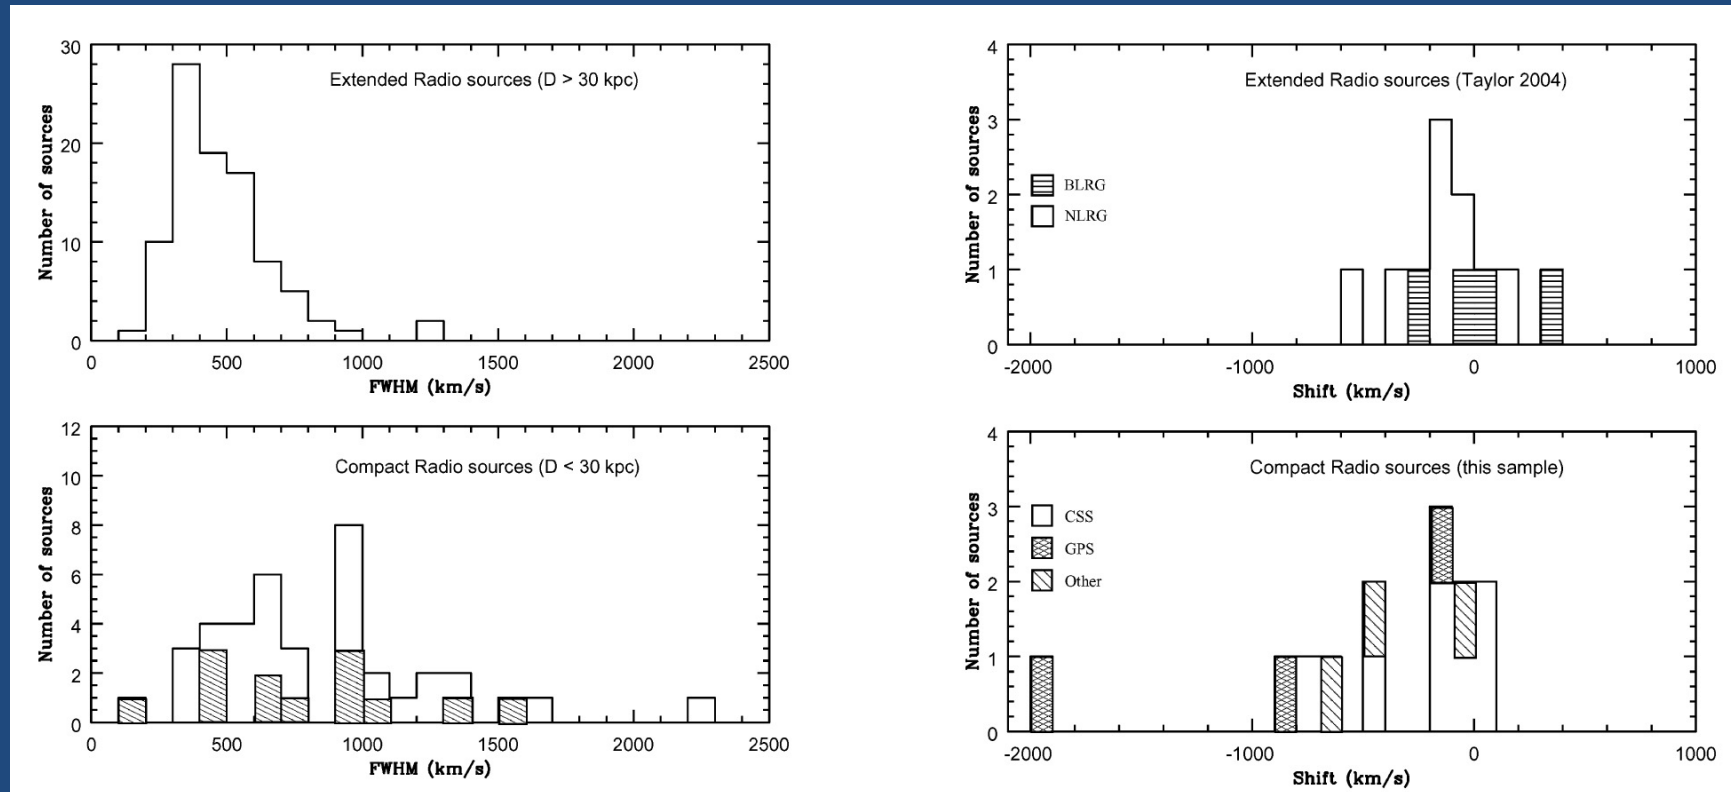 Extended Radio sources (D > 30 kpc)
Number of sources
30
20
10
0
0 500 1000 1500 2000 2500
FWHM (km/s)
Extended Radio sources (Taylor 2004)
Number of sources
4
3
2
1
0
BLRG
NLRG
-2000 -1000 0 1000
Shift (km/s)
Compact Radio sources (D < 30 kpc)
Number of sources
12
10
8
6
4
2
0
0 500 1000 1500 2000 2500
FWHM (km/s)
Compact Radio sources (this sample)
Number of sources
4
3
2
1
0
CSS
GPS
Other
-2000 -1000 0 1000
Shift (km/s)